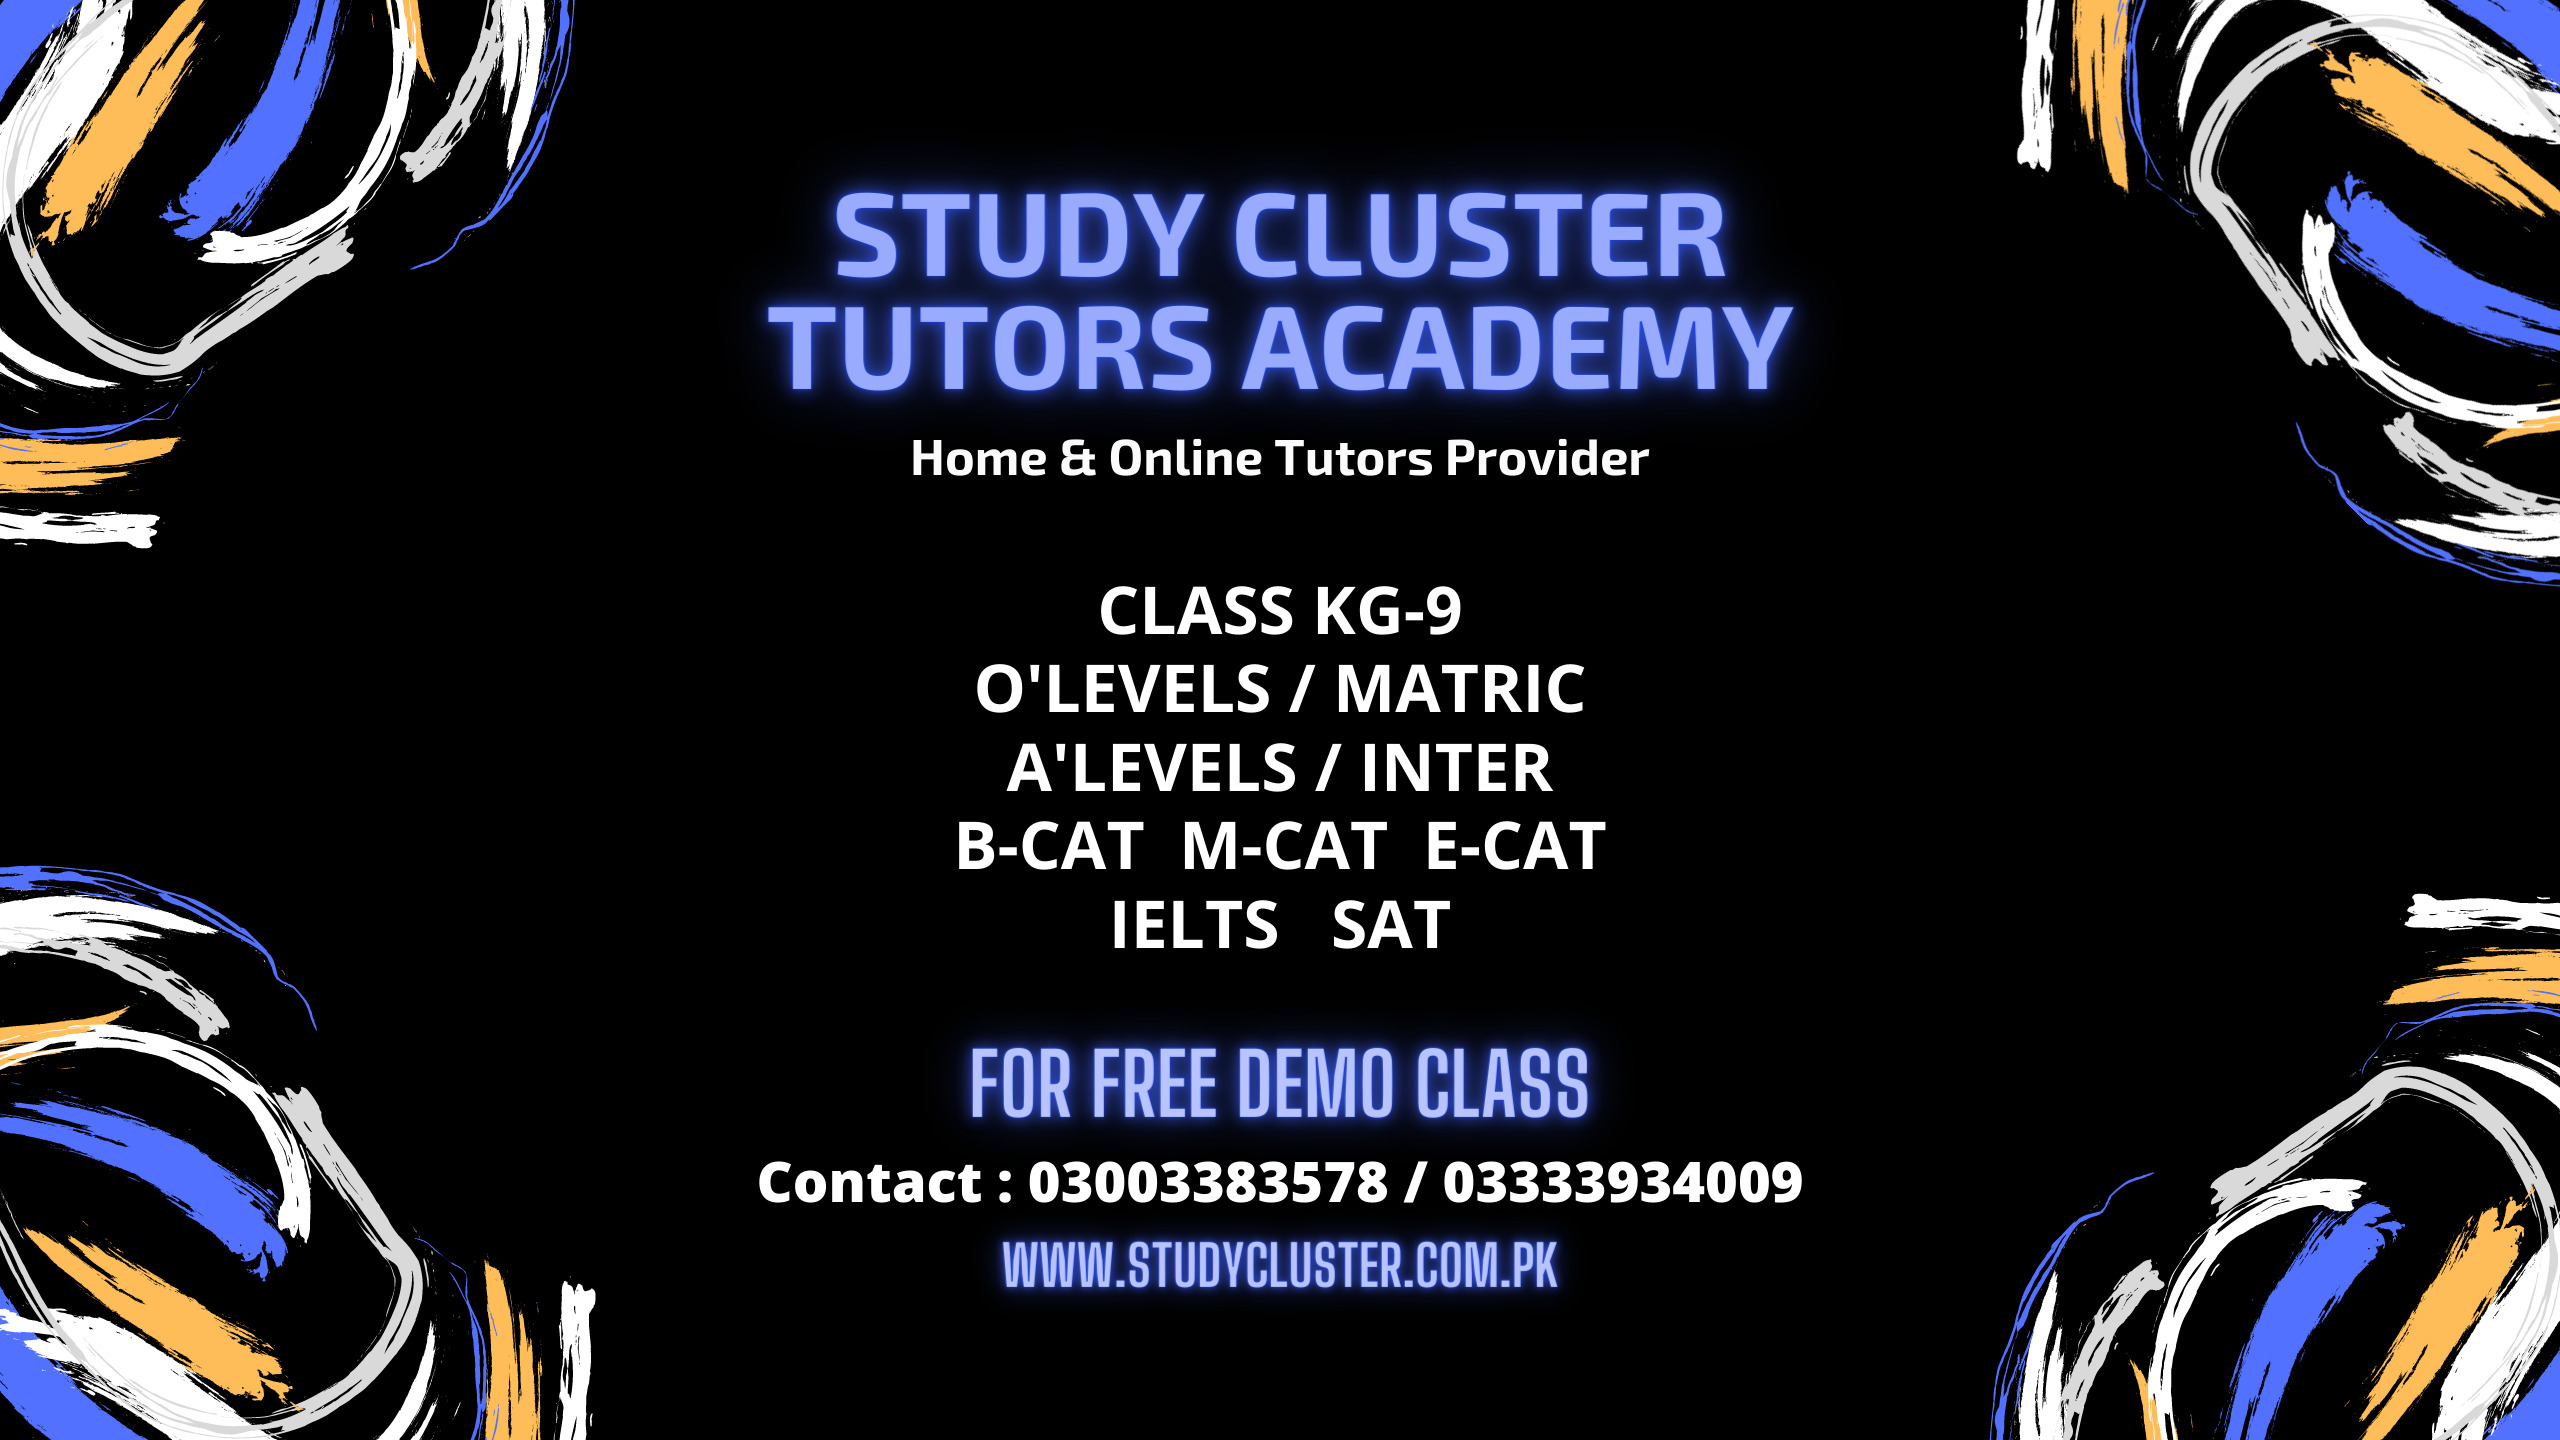 STUDY CLUSTER
TUTORS ACADEMY
Home & Online Tutors Provider
CLASS KG-9
O'LEVELS / MATRIC
A'LEVELS / INTER
B-CAT M-CAT E-CAT
IELTS SAT
FOR FREE DEMO CLASS
Contact : 03003383578 / 03333934009
WWW.STUDYCLUSTER.COM.PK